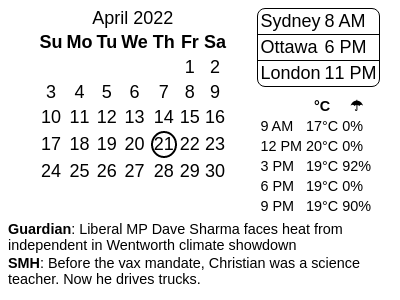 April 2022
Su Mo Tu We Th Fr Sa
1 2
3 4 5 6 7 8 9
10 11 12 13 14 15 16
17 18 19 20 21 22 23
24 25 26 27 28 29 30
Sydney 8 AM
Ottawa 6 PM
London 11 PM
°C ☂
9 AM 17°C 0%
12 PM 20°C 0%
3 PM 19°C 92%
6 PM 19°C 0%
9 PM 19°C 90%
Guardian: Liberal MP Dave Sharma faces heat from
independent in Wentworth climate showdown
SMH: Before the vax mandate, Christian was a science
teacher. Now he drives trucks.